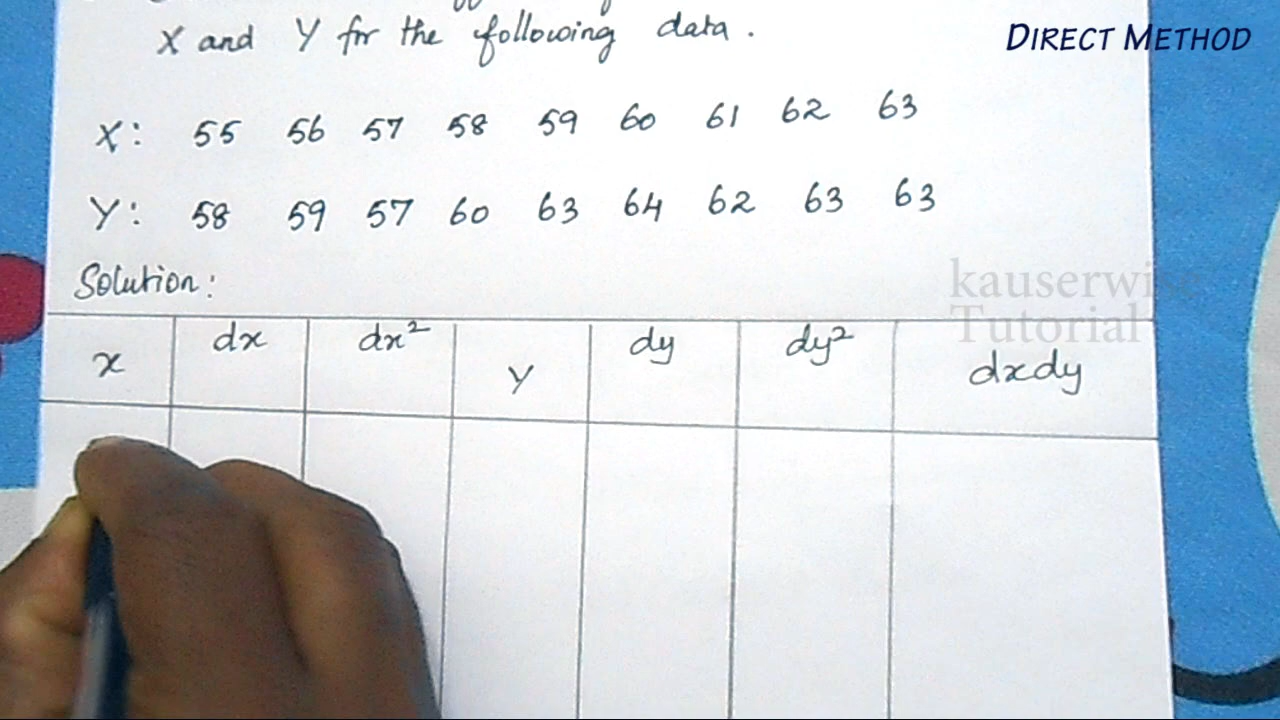 X and Y for the following data.
DIRECT METHOD
X: 55 56 57 58 59 60 61 62 63
Y: 58 59 57 60 63 64 62 63 63
Solution:
kauserwise
Tutorial
x dx dx² y dy dy² dxdy